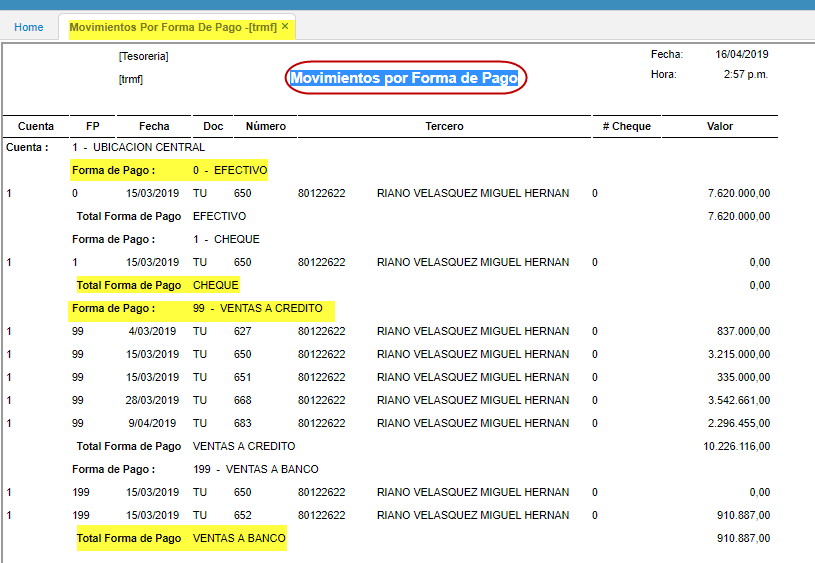 Home Movimientos Por Forma De Pago -[trmf] ×
[Tesoreria] Fecha: 16/04/2019
[trmf] Movimientos por Forma de Pago Hora: 2:57 p.m.
Cuenta FP Fecha Doc Número Tercero # Cheque Valor
Cuenta : 1 - UBICACION CENTRAL
Forma de Pago : 0 - EFECTIVO
1 0 15/03/2019 TU 650 80122622 RIANO VELASQUEZ MIGUEL HERNAN 0 7.620.000,00
Total Forma de Pago EFECTIVO 7.620.000,00
Forma de Pago : 1 - CHEQUE
1 1 15/03/2019 TU 650 80122622 RIANO VELASQUEZ MIGUEL HERNAN 0 0,00
Total Forma de Pago CHEQUE 0,00
Forma de Pago : 99 - VENTAS A CREDITO
1 99 4/03/2019 TU 627 80122622 RIANO VELASQUEZ MIGUEL HERNAN 0 837.000,00
1 99 15/03/2019 TU 650 80122622 RIANO VELASQUEZ MIGUEL HERNAN 0 3.215.000,00
1 99 15/03/2019 TU 651 80122622 RIANO VELASQUEZ MIGUEL HERNAN 0 335.000,00
1 99 28/03/2019 TU 668 80122622 RIANO VELASQUEZ MIGUEL HERNAN 0 3.542.661,00
1 99 9/04/2019 TU 683 80122622 RIANO VELASQUEZ MIGUEL HERNAN 0 2.296.455,00
Total Forma de Pago VENTAS A CREDITO 10.226.116,00
Forma de Pago : 199 - VENTAS A BANCO
1 199 15/03/2019 TU 650 80122622 RIANO VELASQUEZ MIGUEL HERNAN 0 0,00
1 199 15/03/2019 TU 652 80122622 RIANO VELASQUEZ MIGUEL HERNAN 0 910.887,00
Total Forma de Pago VENTAS A BANCO 910.887,00